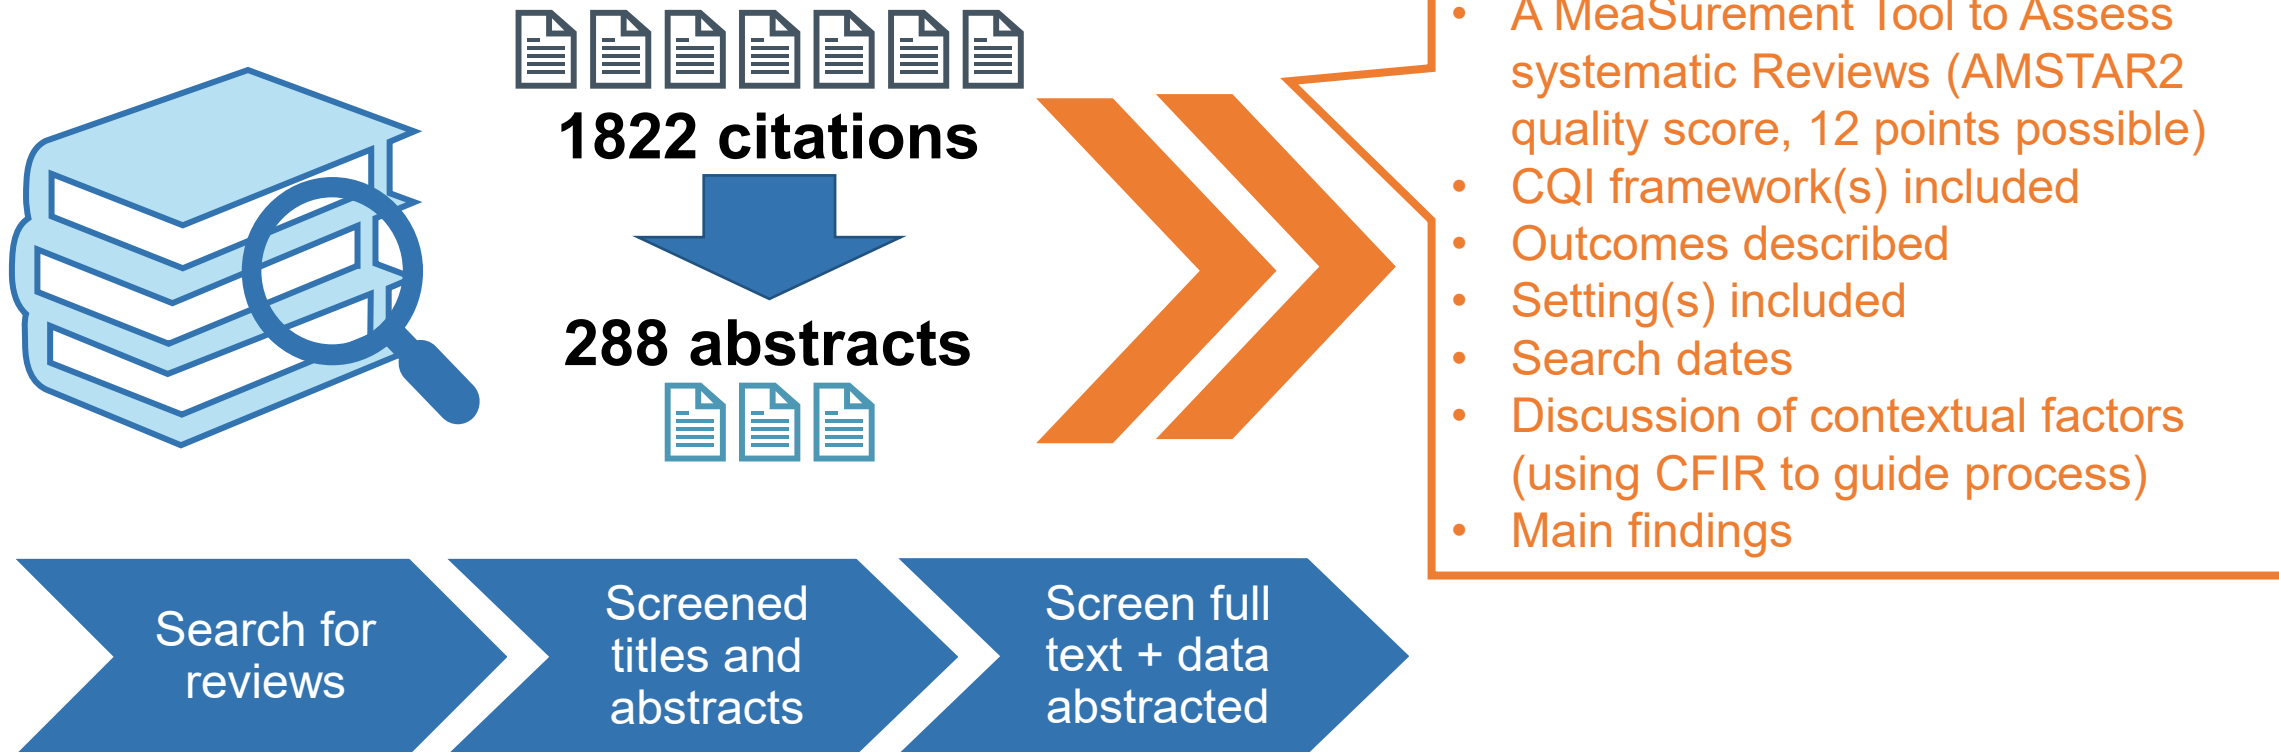 1822 citations
288 abstracts
• A MeaSurement Tool to Assess
systematic Reviews (AMSTAR2
quality score, 12 points possible)
• CQI framework(s) included
• Outcomes described
• Setting(s) included
• Search dates
• Discussion of contextual factors
(using CFIR to guide process)
• Main findings
Search for
reviews
Screened
titles and
abstracts
Screen full
text + data
abstracted